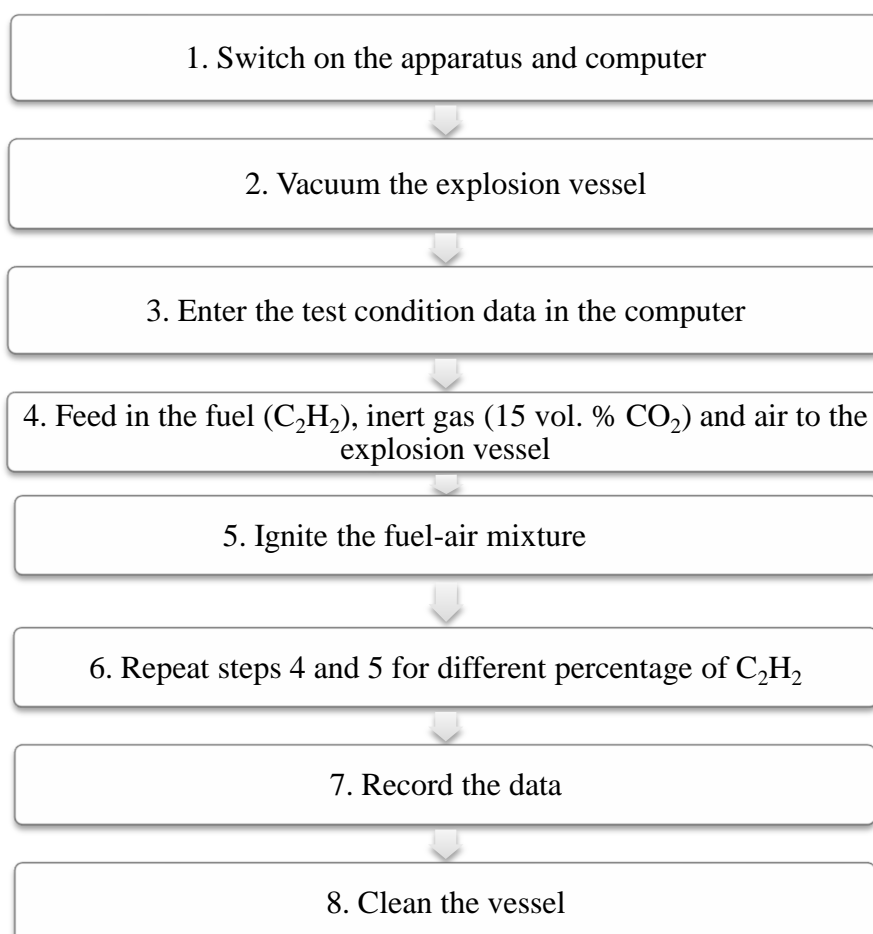 1. Switch on the apparatus and computer
2. Vacuum the explosion vessel
3. Enter the test condition data in the computer
4. Feed in the fuel (C₂H₂), inert gas (15 vol. % CO₂) and air to the
explosion vessel
5. Ignite the fuel-air mixture
6. Repeat steps 4 and 5 for different percentage of C₂H₂
7. Record the data
8. Clean the vessel